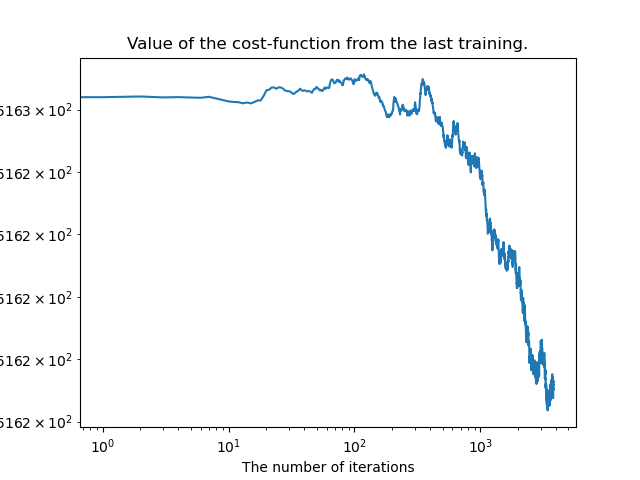 Value of the cost-function from the last training.
5163 × 10²
5162 × 10²
5162 × 10²
5162 × 10²
5162 × 10²
5162 × 10²
10⁰ 10¹ 10² 10³
The number of iterations